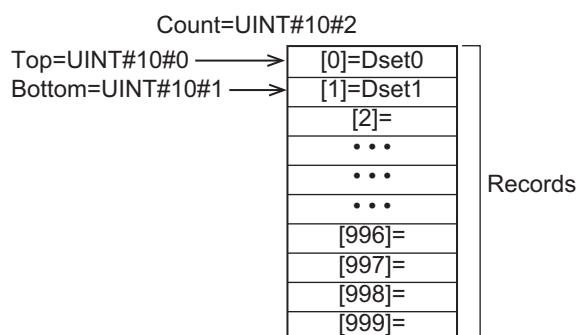 Count=UINT#10#2
Top=UINT#10#0
[0]=Dset0
Bottom=UINT#10#1
[1]=Dset1
[2]=
•••
•••
•••
Records
[996]=
[997]=
[998]=
[999]=